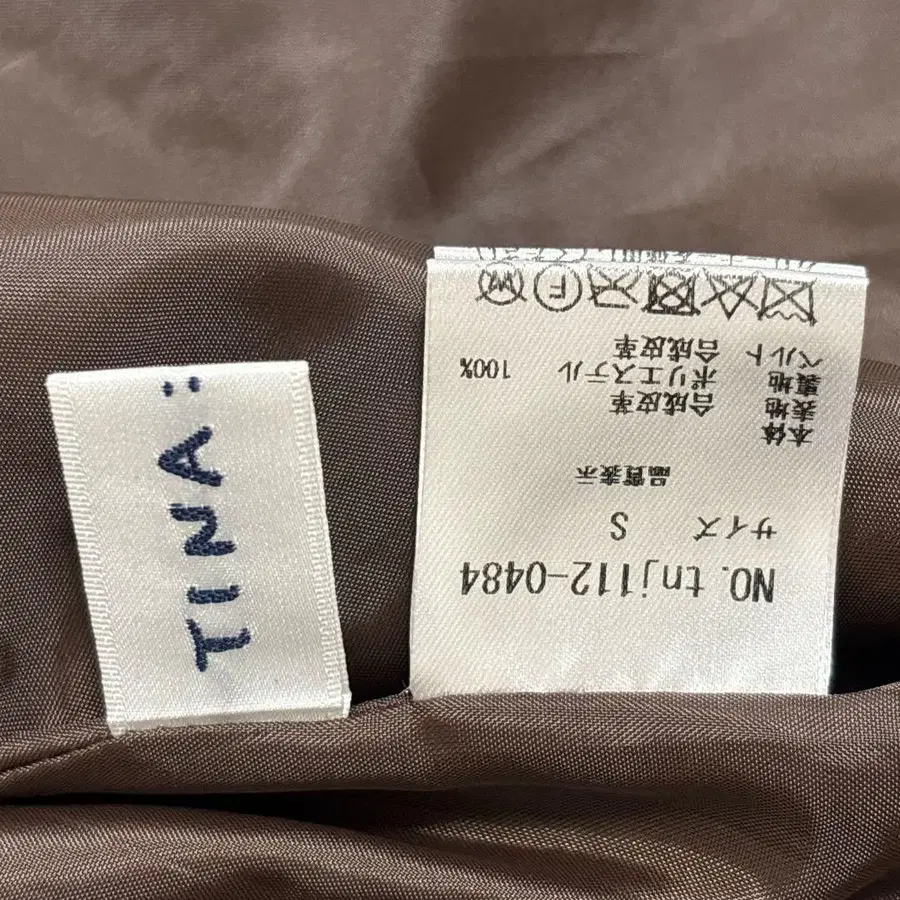 TINA:
NO. tnj112-0484
サイズ S
品質表示
本体
表地 合成皮革
裏地 ポリエステル 100%
ベルト 合成皮革
F W